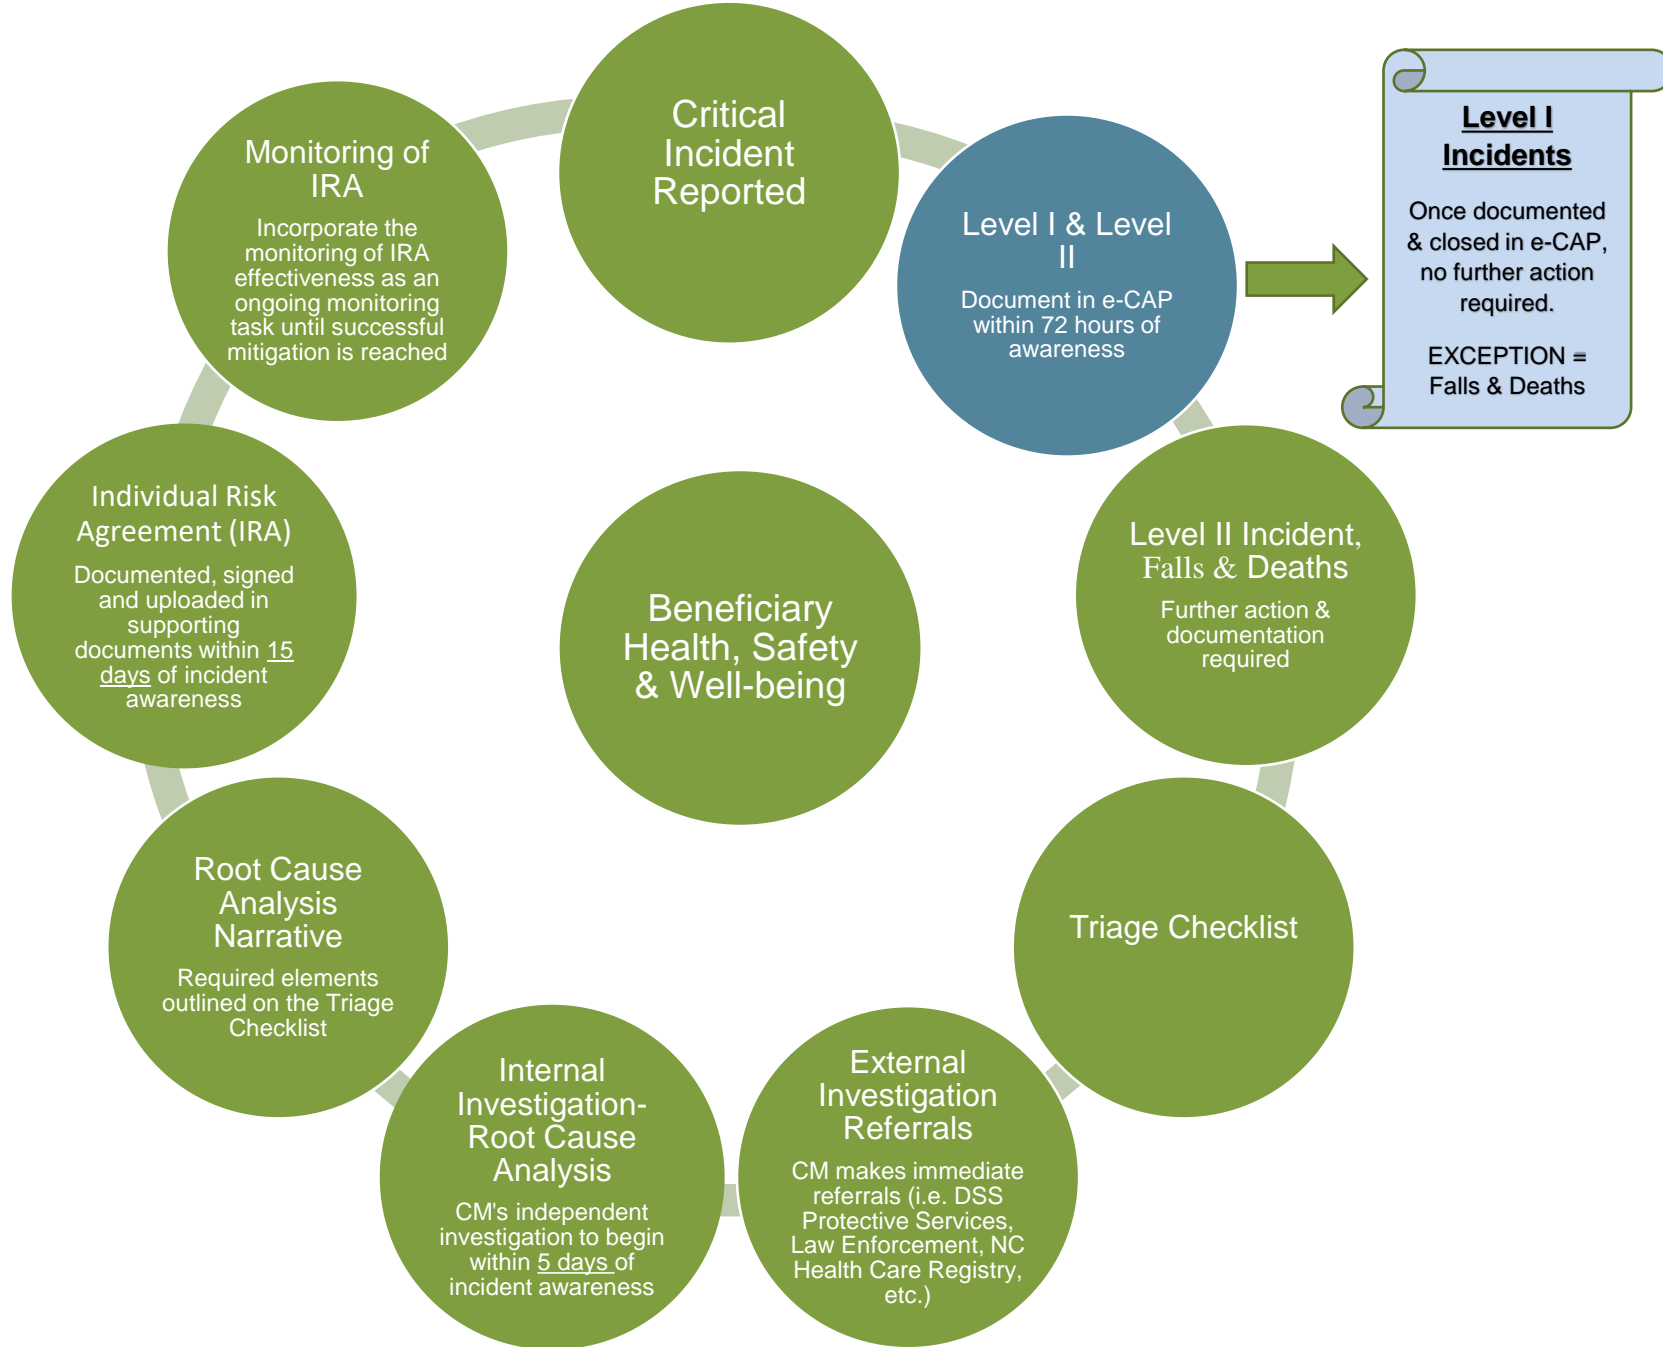 Critical
Incident
Reported
Level I & Level
II
Document in e-CAP
within 72 hours of
awareness
Level I
Incidents
Once documented
& closed in e-CAP,
no further action
required.
EXCEPTION =
Falls & Deaths
Level II Incident,
Falls & Deaths
Further action &
documentation
required
Triage Checklist
External
Investigation
Referrals
CM makes immediate
referrals (i.e. DSS
Protective Services,
Law Enforcement, NC
Health Care Registry,
etc.)
Internal
Investigation-
Root Cause
Analysis
CM's independent
investigation to begin
within 5 days of
incident awareness
Root Cause
Analysis
Narrative
Required elements
outlined on the Triage
Checklist
Individual Risk
Agreement (IRA)
Documented, signed
and uploaded in
supporting
documents within 15
days of incident
awareness
Monitoring of
IRA
Incorporate the
monitoring of IRA
effectiveness as an
ongoing monitoring
task until successful
mitigation is reached
Beneficiary
Health, Safety
& Well-being